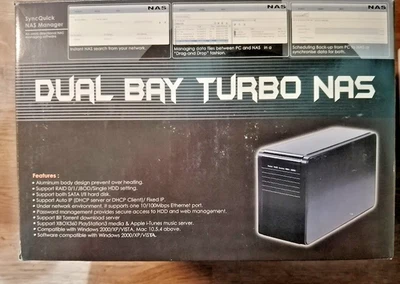 SyncQuick
NAS Manager
NAS
NAS
NAS
Instant NAS search from your network.
Managing data files between PC and NAS in a
"Drag-and Drop" fashion.
Scheduling Back-up from PC
synchronise data for both.
DUAL BAY TURBO NAS
Features :
• Aluminum body design prevent over heating.
• Support RAID 0/1/JBOD/Single HDD setting.
• Support both SATA I/II hard disk.
• Support Auto IP (DHCP server or DHCP Client)/ Fixed IP.
• Under network environment, it supports one 10/100Mbps Ethernet port.
• Password management provides secure access to HDD and web management.
• Support Bit Torrent download server
• Support XBOX360 PlayStation3 media & Apple i-Tunes music server.
• Compatible with Windows 2000/XP/VISTA, Mac 10.5.4 above.
• Software compatible with Windows 2000/XP/VISTA.